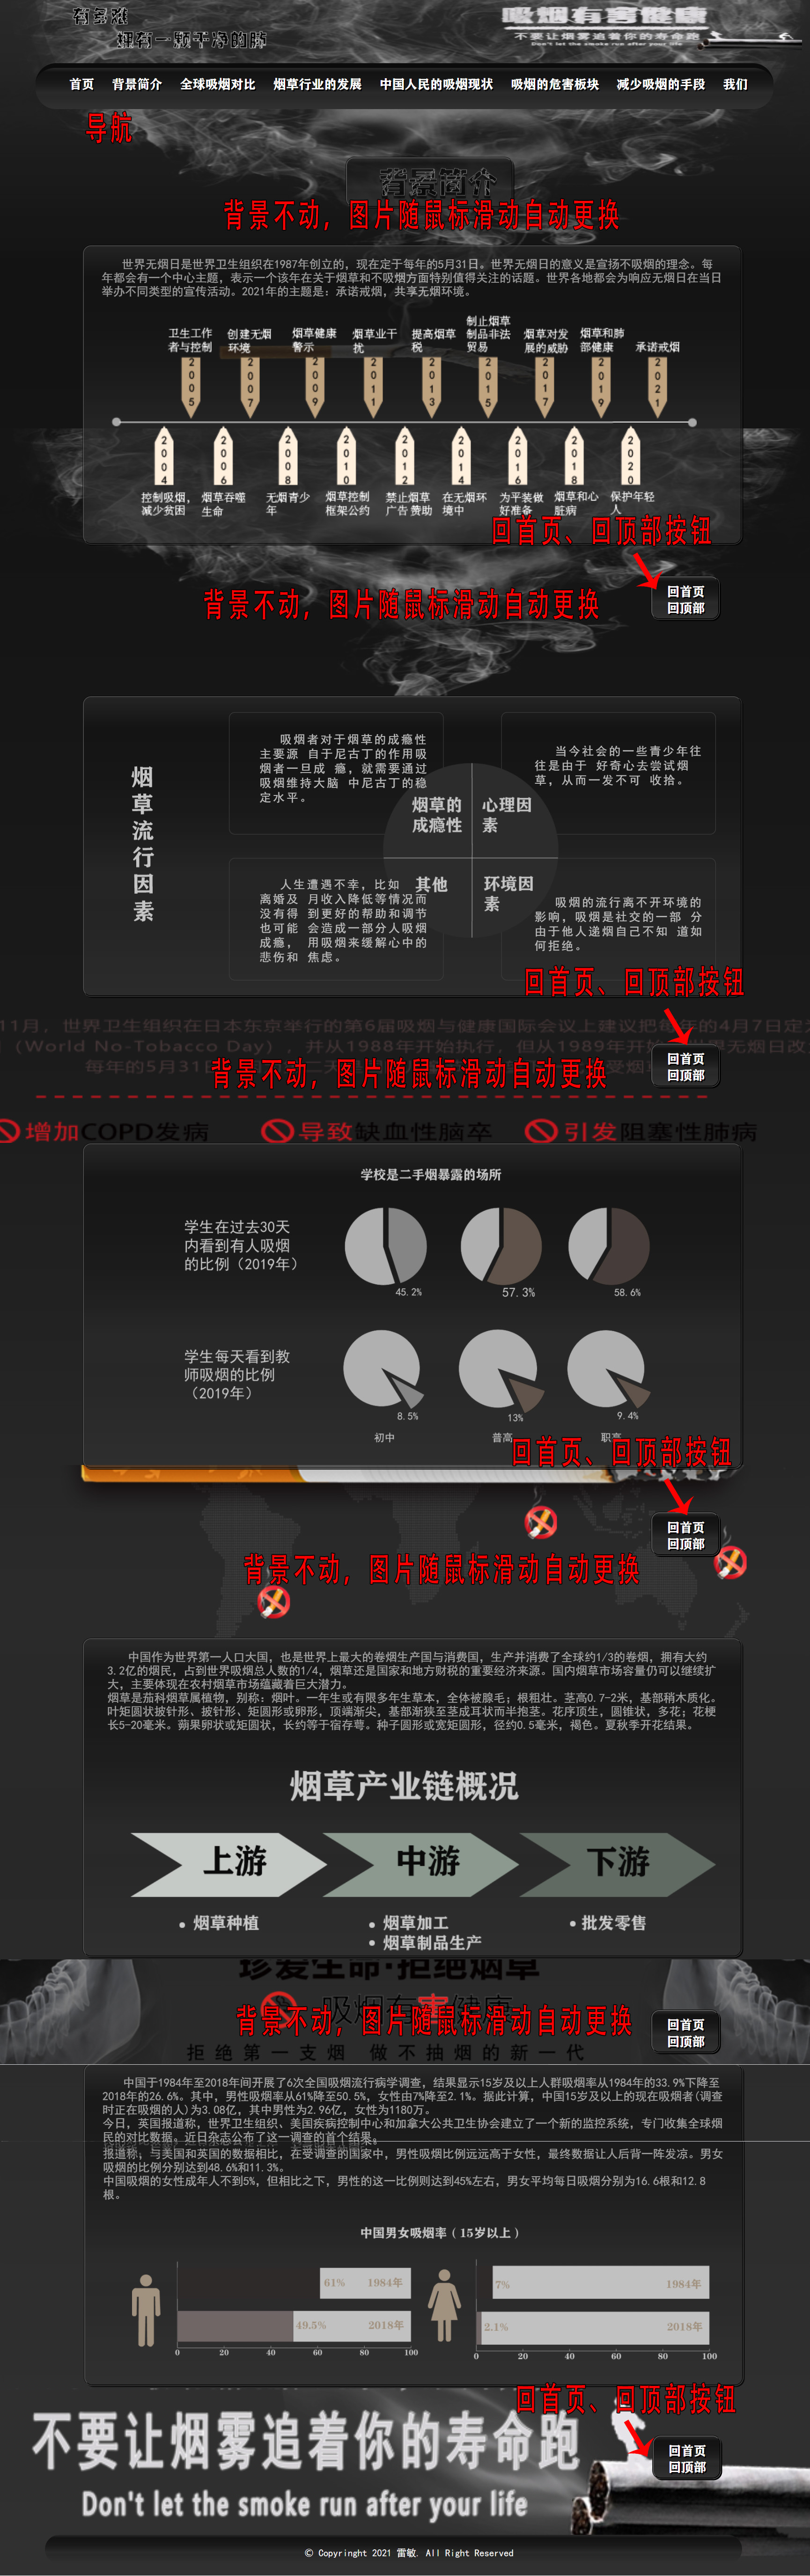 有多难
拥有一颗干净的肺
吸烟有害健康
不要让烟雾追着你的寿命跑
Don't let the smoke run after your life
首页 背景简介 全球吸烟对比 烟草行业的发展 中国人民的吸烟现状 吸烟的危害板块 减少吸烟的手段 我们
导航
背景简介
背景不动，图片随鼠标滑动自动更换
世界无烟日是世界卫生组织在1987年创立的，现在定于每年的5月31日。世界无烟日的意义是宣扬不吸烟的理念。每
年都会有一个中心主题，表示一个该年在关于烟草和不吸烟方面特别值得关注的话题。世界各地都会为响应无烟日在当日
举办不同类型的宣传活动。2021年的主题是：承诺戒烟，共享无烟环境。
卫生工作
者与控制
创建无烟
环境
烟草健康
警示
烟草业干
扰
提高烟草
税
制止烟草
制品非法
贸易
烟草对发
展的威胁
烟草和肺
部健康
承诺戒烟
2005 2007 2009 2011 2013 2015 2017 2019 2021
2004 2006 2008 2010 2012 2014 2016 2018 2020
控制吸烟，
减少贫困
烟草吞噬
生命
无烟青少
年
烟草控制
框架公约
禁止烟草
广告 赞助
在无烟环
境中
为平装做
好准备
烟草和心
脏病
保护年轻
人
回首页、回顶部按钮
回首页
回顶部
背景不动，图片随鼠标滑动自动更换
烟草流行因素
吸烟者对于烟草的成瘾性
主要源 自于尼古丁的作用吸
烟者一旦成 瘾，就需要通过
吸烟维持大脑 中尼古丁的稳
定水平。
当今社会的一些青少年往
往是由于 好奇心去尝试烟
草，从而一发不可 收拾。
烟草的
成瘾性
心理因
素
其他
环境因
素
人生遭遇不幸，比如
离婚及 月收入降低等情况而
没有得 到更好的帮助和调节
也可能 会造成一部分人吸烟
成瘾， 用吸烟来缓解心中的
悲伤和 焦虑。
吸烟的流行离不开环境的
影响，吸烟是社交的一部 分
由于他人递烟自己不知 道如
何拒绝。
回首页、回顶部按钮
11月，世界卫生组织在日本东京举行的第6届吸烟与健康国际会议上建议把每年的4月7日定
（World No-Tobacco Day），并从1988年开始执行，但从1989年开始
无烟日改
每年的5月31日
回首页
回顶部
背景不动，图片随鼠标滑动自动更换
增加COPD发病 导致缺血性脑卒 引发阻塞性肺病
学校是二手烟暴露的场所
学生在过去30天
内看到有人吸烟
的比例（2019年）
45.2% 57.3% 58.6%
学生每天看到教
师吸烟的比例
（2019年）
8.5% 13% 9.4%
初中 普高 职高
回首页、回顶部按钮
回首页
回顶部
背景不动，图片随鼠标滑动自动更换
中国作为世界第一人口大国，也是世界上最大的卷烟生产国与消费国，生产并消费了全球约1/3的卷烟，拥有大约
3.2亿的烟民，占到世界吸烟总人数的1/4，烟草还是国家和地方财税的重要经济来源。国内烟草市场容量仍可以继续扩
大，主要体现在农村烟草市场蕴藏着巨大潜力。
烟草是茄科烟草属植物，别称：烟叶。一年生或有限多年生草本，全体被腺毛；根粗壮。茎高0.7-2米，基部稍木质化。
叶矩圆状披针形、披针形、矩圆形或卵形，顶端渐尖，基部渐狭至茎成耳状而半抱茎。花序顶生，圆锥状，多花；花梗
长5-20毫米。蒴果卵状或矩圆状，长约等于宿存萼。种子圆形或宽矩圆形，径约0.5毫米，褐色。夏秋季开花结果。
烟草产业链概况
上游 中游 下游
烟草种植
烟草加工
烟草制品生产
批发零售
珍爱生命·拒绝烟草
吸烟有害健康
背景不动，图片随鼠标滑动自动更换
回首页
回顶部
拒绝第一支烟 做不抽烟的新一代
中国于1984年至2018年间开展了6次全国吸烟流行病学调查，结果显示15岁及以上人群吸烟率从1984年的33.9%下降至
2018年的26.6%。其中，男性吸烟率从61%降至50.5%，女性由7%降至2.1%。据此计算，中国15岁及以上的现在吸烟者(调查
时正在吸烟的人)为3.08亿，其中男性为2.96亿，女性为1180万。
今日，英国报道称，世界卫生组织、美国疾病控制中心和加拿大公共卫生协会建立了一个新的监控系统，专门收集全球烟
民的对比数据。近日杂志公布了这一调查的首个结果。
报道称，与美国和英国的数据相比，在受调查的国家中，男性吸烟比例远远高于女性，最终数据让人后背一阵发凉。男女
吸烟的比例分别达到48.6%和11.3%。
中国吸烟的女性成年人不到5%，但相比之下，男性的这一比例则达到45%左右，男女平均每日吸烟分别为16.6根和12.8
根。
中国男女吸烟率（15岁以上）
61% 1984年
49.5% 2018年
0 20 40 60 80 100
7% 1984年
2.1% 2018年
0 20 40 60 80 100
回首页、回顶部按钮
不要让烟雾追着你的寿命跑
回首页
回顶部
Don't let the smoke run after your life
© Copyringht 2021 雷敏. All Right Reserved